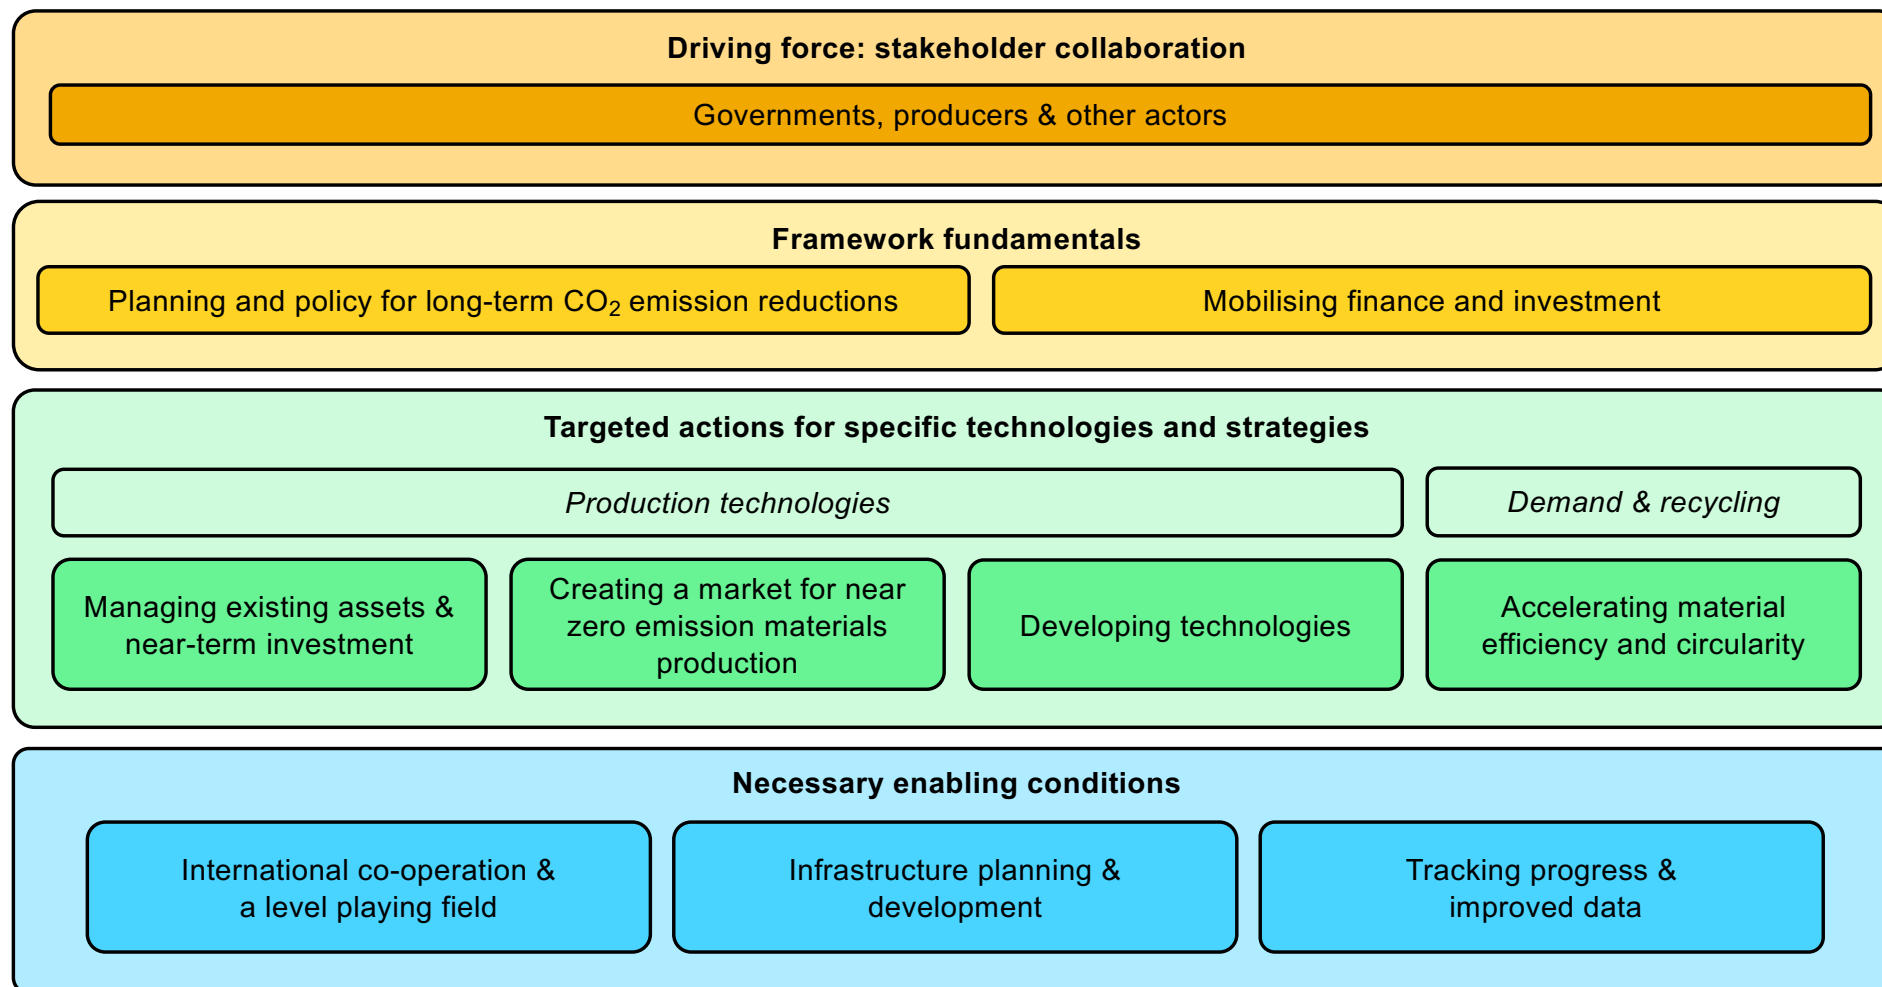 Driving force: stakeholder collaboration
Governments, producers & other actors
Framework fundamentals
Planning and policy for long-term CO₂ emission reductions
Mobilising finance and investment
Targeted actions for specific technologies and strategies
Production technologies
Demand & recycling
Managing existing assets &
near-term investment
Creating a market for near
zero emission materials
production
Developing technologies
Accelerating material
efficiency and circularity
Necessary enabling conditions
International co-operation &
a level playing field
Infrastructure planning &
development
Tracking progress &
improved data